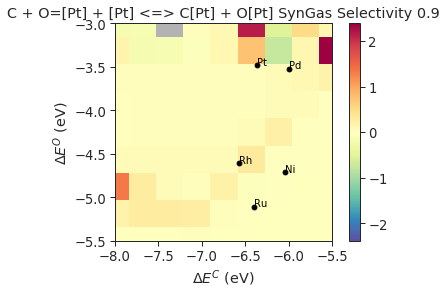 C + O=[Pt] + [Pt] <=> C[Pt] + O[Pt] SynGas Selectivity 0.9
−3.0
−3.5
−4.0
−4.5
−5.0
−5.5
ΔE^O (eV)
Pt
Pd
Rh
Ni
Ru
−8.0 −7.5 −7.0 −6.5 −6.0 −5.5
ΔE^C (eV)
2
1
0
−1
−2